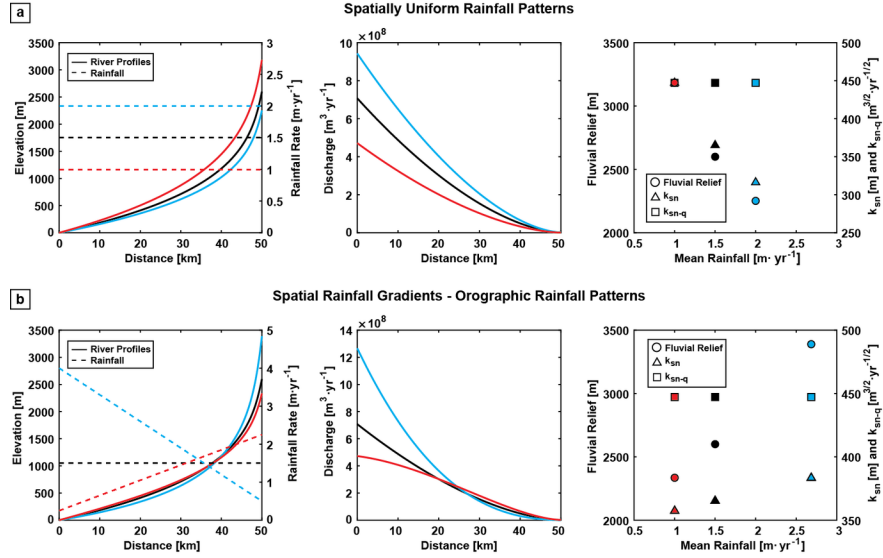 a
Spatially Uniform Rainfall Patterns
3500
3000
2500
2000
1500
1000
500
0
Elevation [m]
River Profiles
Rainfall
3
2.5
2
1.5
1
0.5
0
Rainfall Rate [m·yr-1]
0 10 20 30 40 50
Distance [km]
10 × 10^8
8
6
4
2
0
Discharge [m3·yr-1]
0 10 20 30 40 50
Distance [km]
3500
3000
2500
2000
Fluvial Relief [m]
Fluvial Relief
ksn
ksn-q
500
450
400
350
300
250
ksn [m] and ksn-q [m3/2·yr-1/2]
0.5 1 1.5 2 2.5 3
Mean Rainfall [m· yr-1]
b
Spatial Rainfall Gradients - Orographic Rainfall Patterns
3500
3000
2500
2000
1500
1000
500
0
Elevation [m]
River Profiles
Rainfall
5
4
3
2
1
0
Rainfall Rate [m·yr-1]
0 10 20 30 40 50
Distance [km]
14 × 10^8
12
10
8
6
4
2
0
Discharge [m3·yr-1]
0 10 20 30 40 50
Distance [km]
3500
3000
2500
2000
Fluvial Relief [m]
Fluvial Relief
ksn
ksn-q
500
450
400
350
ksn [m] and ksn-q [m3/2·yr-1/2]
0.5 1 1.5 2 2.5 3
Mean Rainfall [m· yr-1]